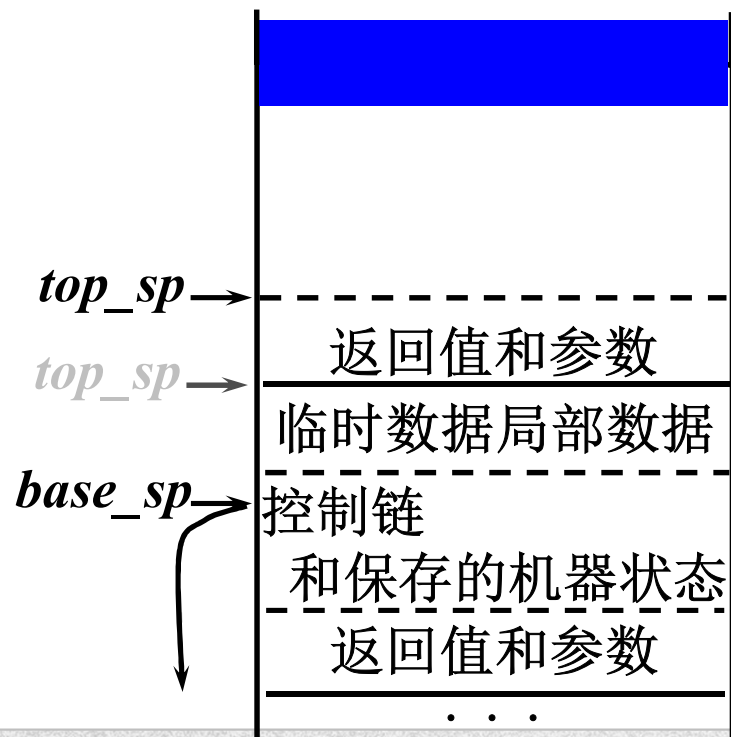 top_sp
返回值和参数
top_sp
临时数据局部数据
base_sp
控制链
和保存的机器状态
返回值和参数
. . .